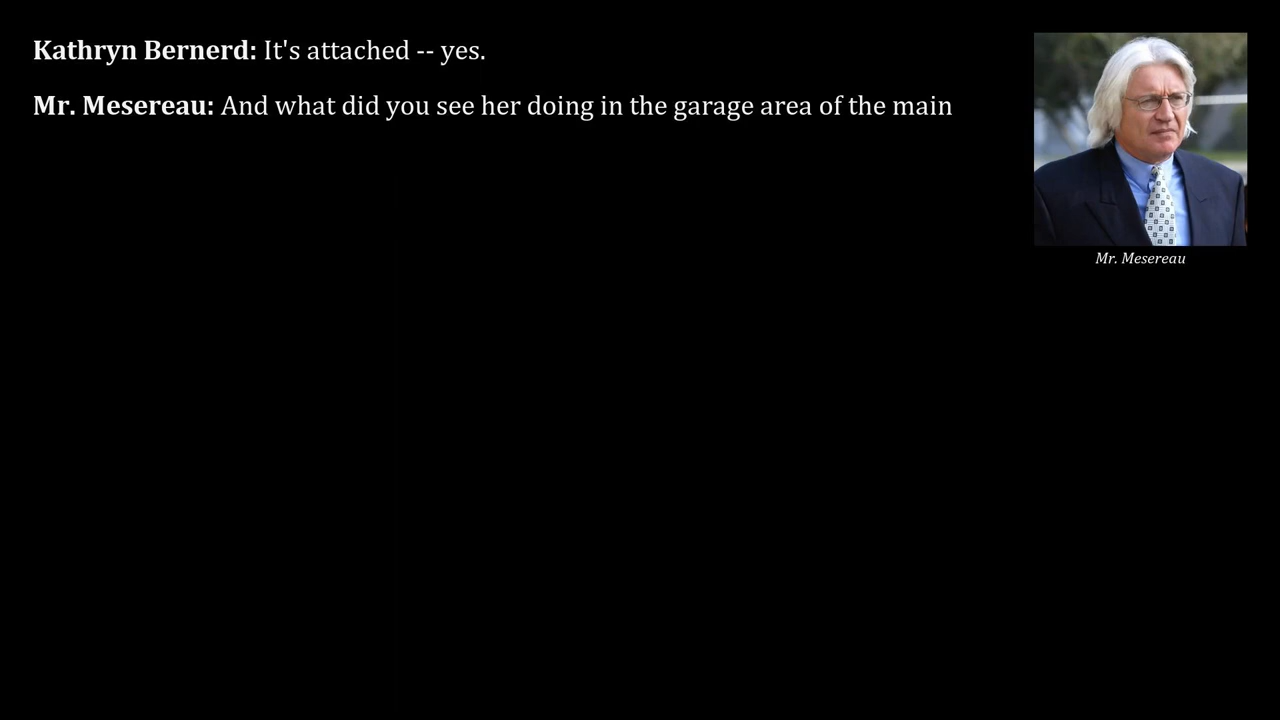 Kathryn Bernerd: It's attached -- yes.
Mr. Mesereau: And what did you see her doing in the garage area of the main
Mr. Mesereau